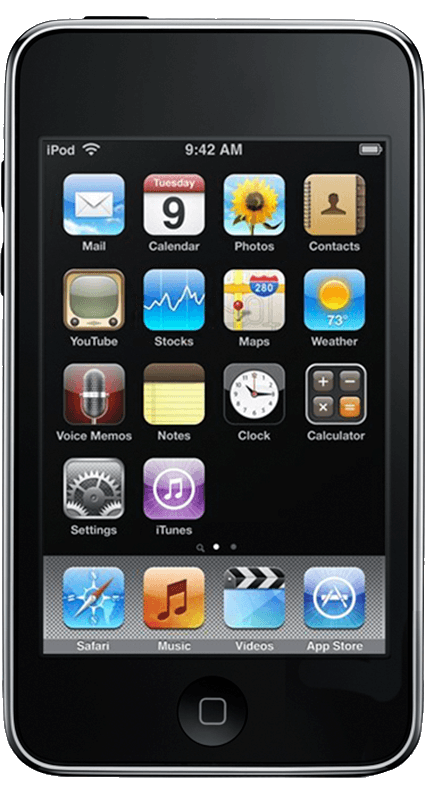 iPod 9:42 AM
Tuesday
9
Mail Calendar Photos Contacts
280
73°
YouTube Stocks Maps Weather
Voice Memos Notes Clock Calculator
Settings iTunes
Safari Music Videos App Store